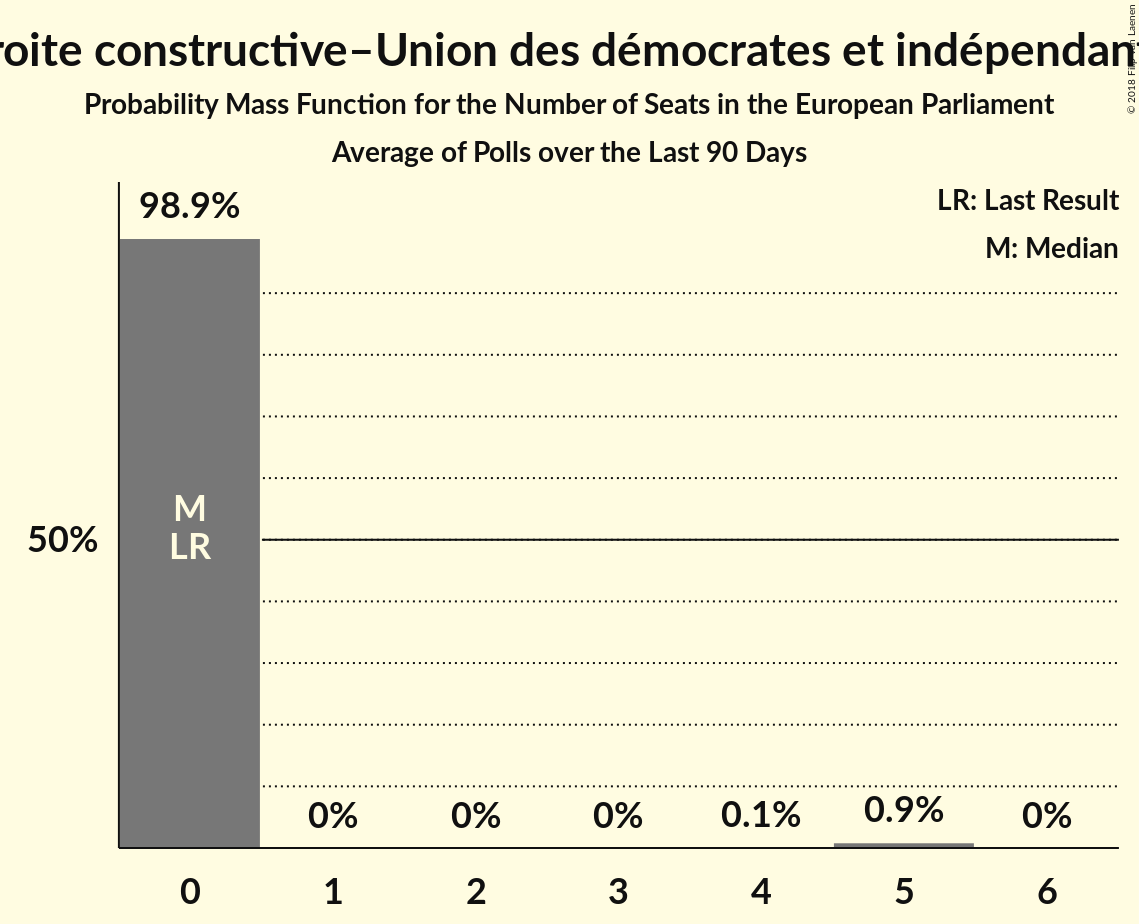 roite constructive–Union des démocrates et indépendan
Probability Mass Function for the Number of Seats in the European Parliament
Average of Polls over the Last 90 Days
© 2018 Filip van Laenen
LR: Last Result
M: Median
98.9%
M
LR
50%
0%
0%
0%
0.1%
0.9%
0%
0
1
2
3
4
5
6